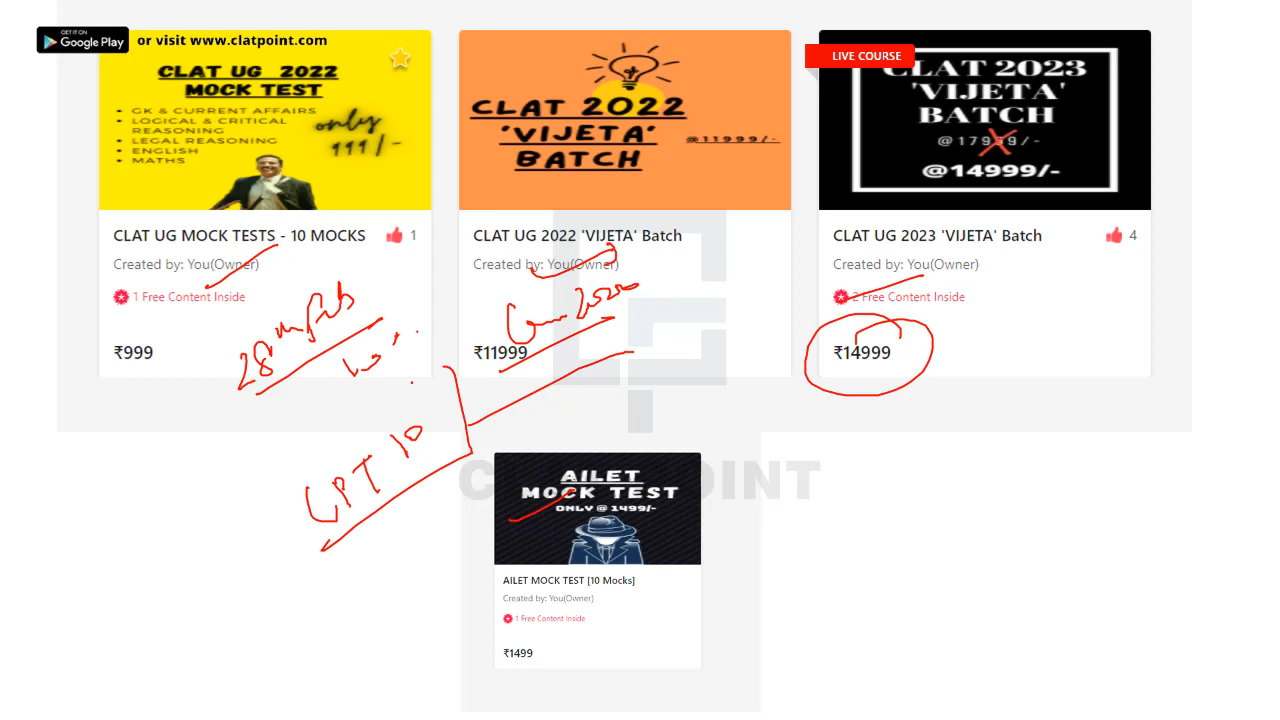 GET IT ON
Google Play
or visit www.clatpoint.com
CLAT UG 2022
MOCK TEST
• GK & CURRENT AFFAIRS
• LOGICAL & CRITICAL
REASONING
• LEGAL REASONING
• ENGLISH
• MATHS
only
999/-
CLAT UG MOCK TESTS - 10 MOCKS
1
Created by: You(Owner)
1 Free Content Inside
₹999
CLAT 2022
'VIJETA'
BATCH
@11999/-
CLAT UG 2022 'VIJETA' Batch
Created by: You(Owner)
₹11999
LIVE COURSE
CLAT 2023
'VIJETA'
BATCH
@17999/-
@14999/-
CLAT UG 2023 'VIJETA' Batch
4
Created by: You(Owner)
2 Free Content Inside
₹14999
28
Feb
CPT 10
AILET
MOCK TEST
ONLY @ 1499/-
AILET MOCK TEST [10 Mocks]
Created by: You(Owner)
1 Free Content Inside
₹1499